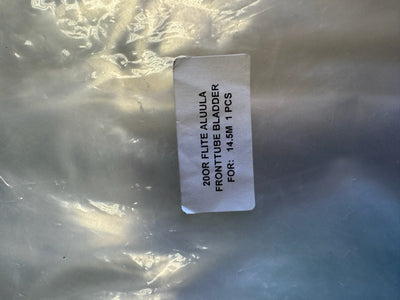 20OR FLITE ALUULA
FRONTTUBE BLADDER
FOR: 14.5M 1 PCS